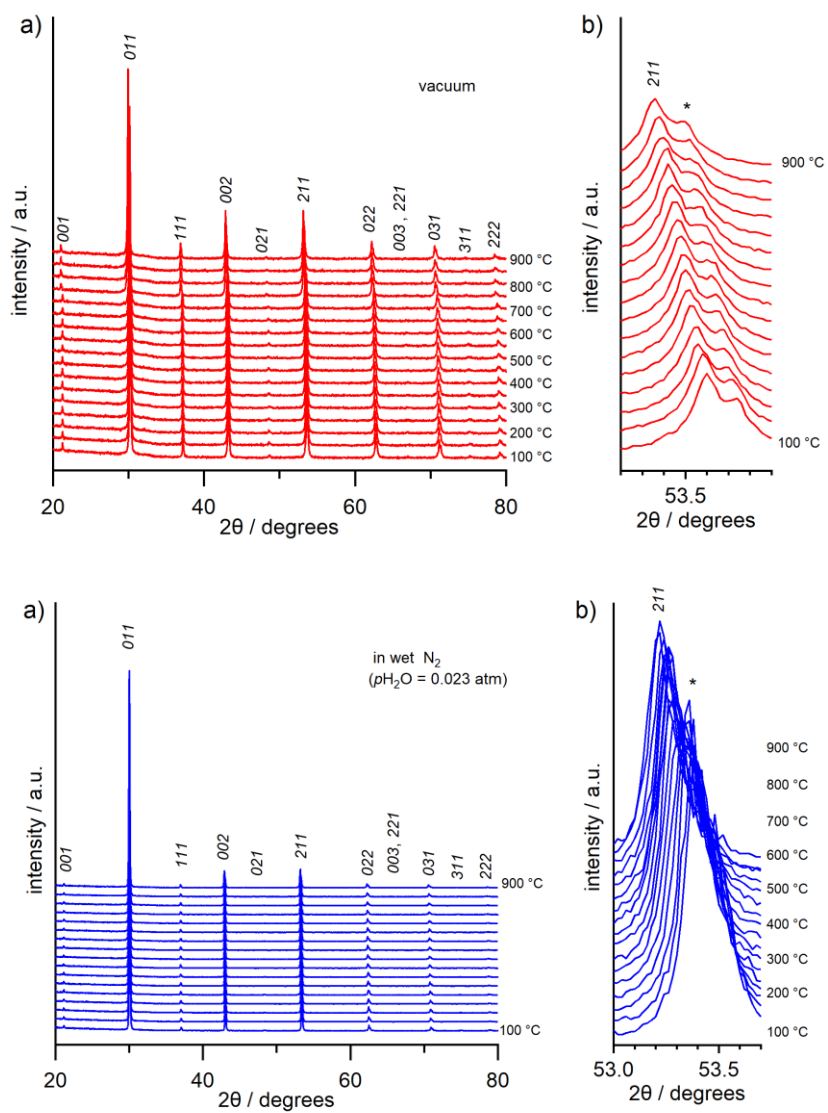 a)
intensity / a.u.
001
011
111
002
021
211
022
003 , 221
031
311
222
vacuum
900 °C
800 °C
700 °C
600 °C
500 °C
400 °C
300 °C
200 °C
100 °C
20
40
60
80
2θ / degrees
b)
intensity / a.u.
211
*
900 °C
100 °C
53.5
2θ / degrees
a)
intensity / a.u.
001
011
111
002
021
211
022
003, 221
031
311
222
in wet N₂
(pH₂O = 0.023 atm)
900 °C
100 °C
20
40
60
80
2θ / degrees
b)
intensity / a.u.
211
*
900 °C
800 °C
700 °C
600 °C
500 °C
400 °C
300 °C
200 °C
100 °C
53.0
53.5
2θ / degrees